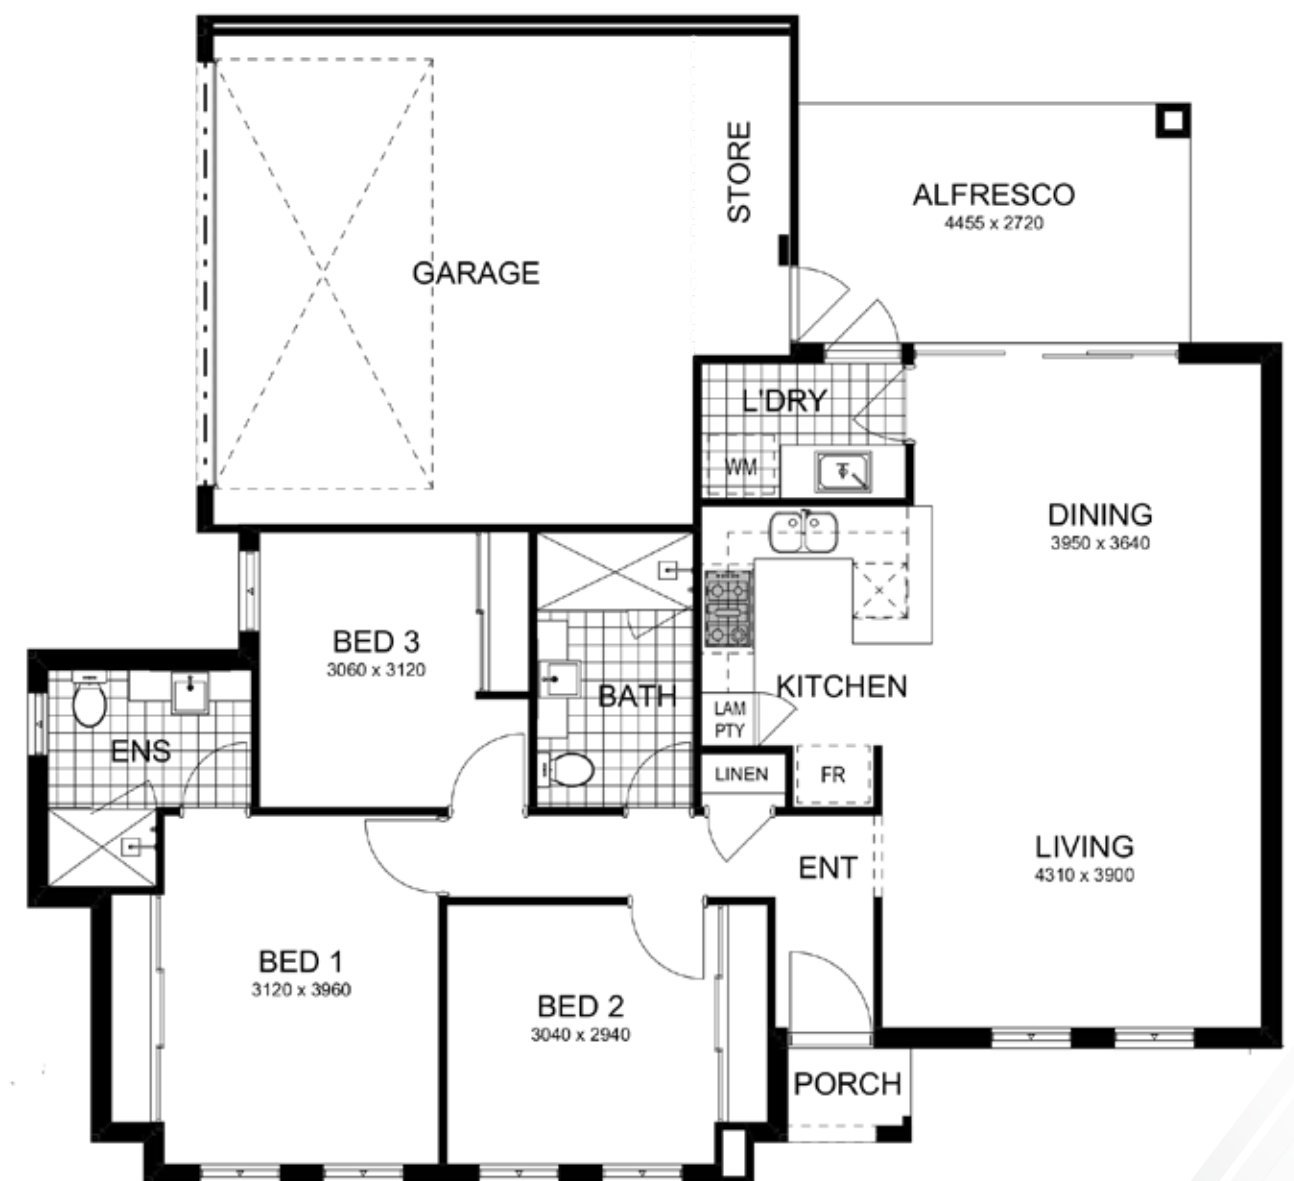 STORE
ALFRESCO
4455 x 2720
GARAGE
L'DRY
WM
DINING
3950 x 3640
BED 3
3060 x 3120
BATH
KITCHEN
LAM
PTY
ENS
LINEN
FR
LIVING
4310 x 3900
ENT
BED 1
3120 x 3960
BED 2
3040 x 2940
PORCH